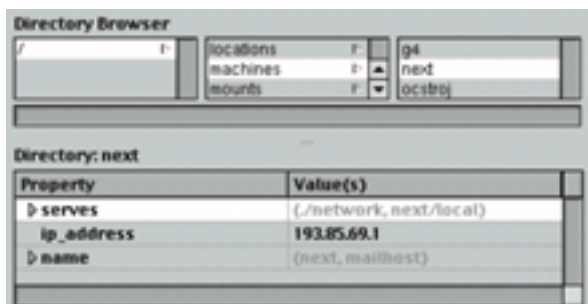 Directory Browser
/
locations
machines
mounts
g4
next
ocstroj
Directory: next
Property Value(s)
serves (./network, next/local)
ip_address 193.85.69.1
name (next, mailhost)